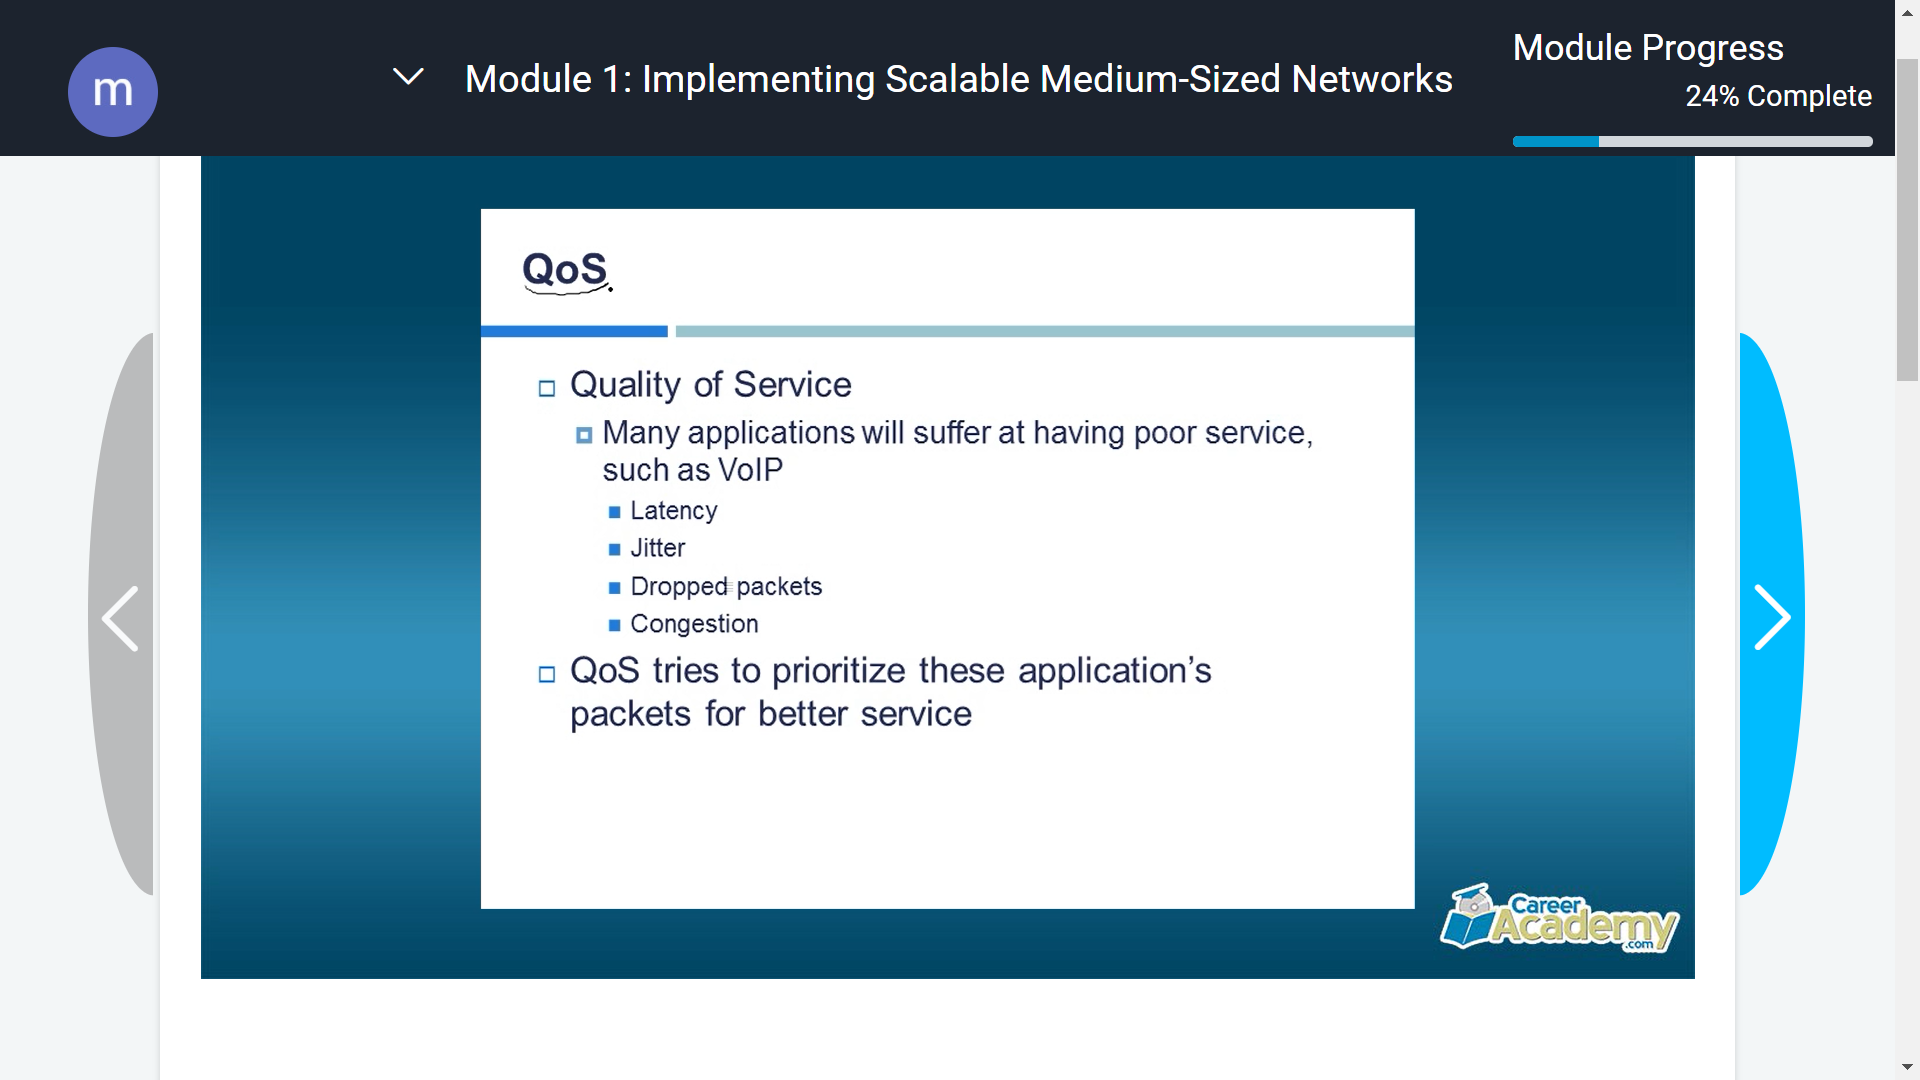 m
Module 1: Implementing Scalable Medium-Sized Networks
Module Progress
24% Complete
QoS
Quality of Service
Many applications will suffer at having poor service,
such as VoIP
Latency
Jitter
Dropped packets
Congestion
QoS tries to prioritize these application’s
packets for better service
Career
Academy
.com